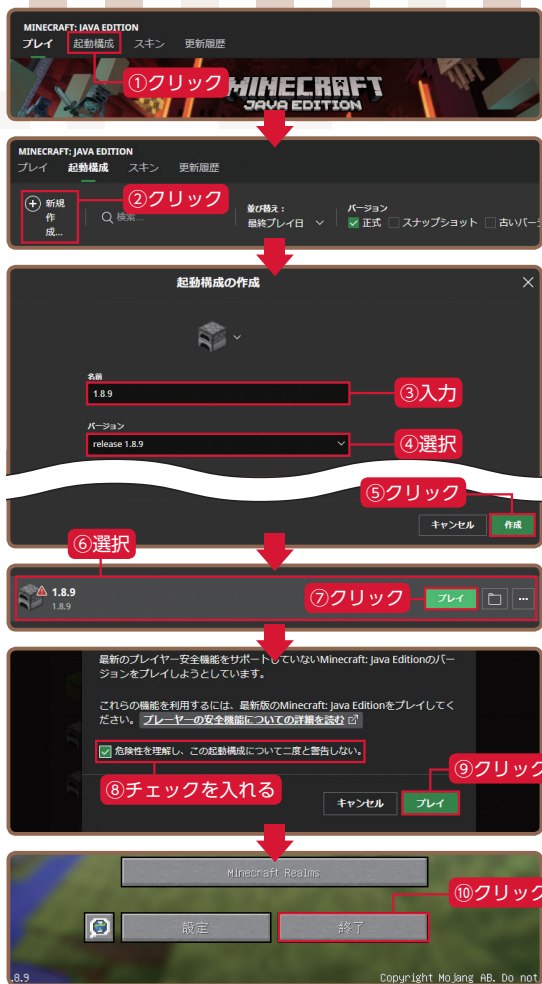 MINECRAFT: JAVA EDITION
プレイ 起動構成 スキン 更新履歴
①クリック
MINECRAFT
JAVA EDITION
MINECRAFT: JAVA EDITION
プレイ 起動構成 スキン 更新履歴
新規作成...
②クリック
検索...
並び替え:
最終プレイ日
バージョン
正式 スナップショット 古いバー
起動構成の作成
名前
1.8.9
③入力
バージョン
release 1.8.9
④選択
⑤クリック
キャンセル 作成
⑥選択
1.8.9
1.8.9
⑦クリック
プレイ
最新のプレイヤー安全機能をサポートしていないMinecraft: Java Editionのバー
ジョンをプレイしようとしています。
これらの機能を利用するには、最新版のMinecraft: Java Editionをプレイしてく
ださい。 プレーヤーの安全機能についての詳細を読む
危険性を理解し、この起動構成について二度と警告しない。
⑧チェックを入れる
⑨クリック
キャンセル プレイ
Minecraft Realms
⑩クリック
設定 終了
.8.9
Copyright Mojang AB. Do not